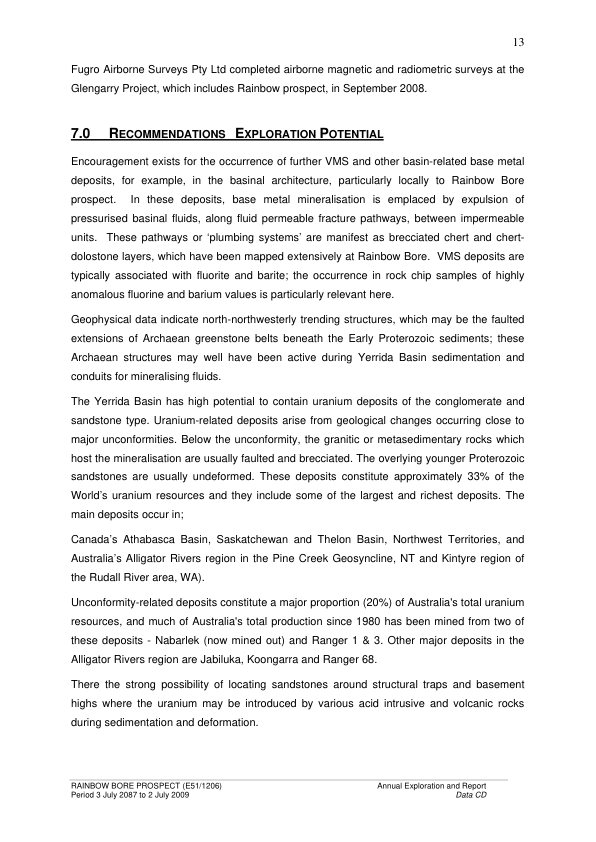 13
Fugro Airborne Surveys Pty Ltd completed airborne magnetic and radiometric surveys at the
Glengarry Project, which includes Rainbow prospect, in September 2008.
7.0 RECOMMENDATIONS EXPLORATION POTENTIAL
Encouragement exists for the occurrence of further VMS and other basin-related base metal
deposits, for example, in the basinal architecture, particularly locally to Rainbow Bore
prospect. In these deposits, base metal mineralisation is emplaced by expulsion of
pressurised basinal fluids, along fluid permeable fracture pathways, between impermeable
units. These pathways or ‘plumbing systems’ are manifest as brecciated chert and chert-
dolostone layers, which have been mapped extensively at Rainbow Bore. VMS deposits are
typically associated with fluorite and barite; the occurrence in rock chip samples of highly
anomalous fluorine and barium values is particularly relevant here.
Geophysical data indicate north-northwesterly trending structures, which may be the faulted
extensions of Archaean greenstone belts beneath the Early Proterozoic sediments; these
Archaean structures may well have been active during Yerrida Basin sedimentation and
conduits for mineralising fluids.
The Yerrida Basin has high potential to contain uranium deposits of the conglomerate and
sandstone type. Uranium-related deposits arise from geological changes occurring close to
major unconformities. Below the unconformity, the granitic or metasedimentary rocks which
host the mineralisation are usually faulted and brecciated. The overlying younger Proterozoic
sandstones are usually undeformed. These deposits constitute approximately 33% of the
World’s uranium resources and they include some of the largest and richest deposits. The
main deposits occur in;
Canada’s Athabasca Basin, Saskatchewan and Thelon Basin, Northwest Territories, and
Australia’s Alligator Rivers region in the Pine Creek Geosyncline, NT and Kintyre region of
the Rudall River area, WA).
Unconformity-related deposits constitute a major proportion (20%) of Australia's total uranium
resources, and much of Australia's total production since 1980 has been mined from two of
these deposits - Nabarlek (now mined out) and Ranger 1 & 3. Other major deposits in the
Alligator Rivers region are Jabiluka, Koongarra and Ranger 68.
There the strong possibility of locating sandstones around structural traps and basement
highs where the uranium may be introduced by various acid intrusive and volcanic rocks
during sedimentation and deformation.
RAINBOW BORE PROSPECT (E51/1206) Annual Exploration and Report
Period 3 July 2087 to 2 July 2009 Data CD